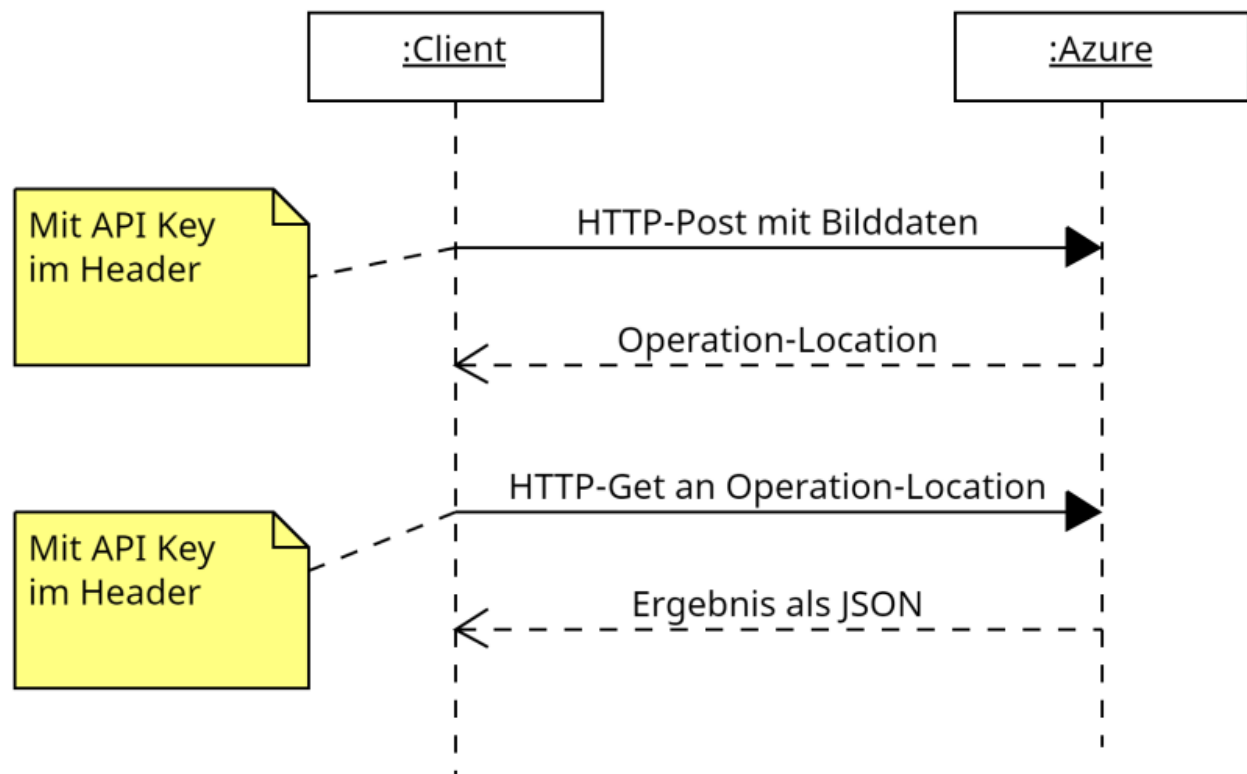 :Client
:Azure
Mit API Key
im Header
HTTP-Post mit Bilddaten
Operation-Location
HTTP-Get an Operation-Location
Mit API Key
im Header
Ergebnis als JSON